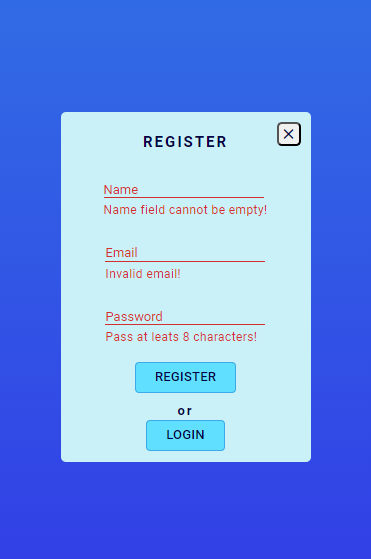 REGISTER
Name
Name field cannot be empty!
Email
Invalid email!
Password
Pass at leats 8 characters!
REGISTER
or
LOGIN